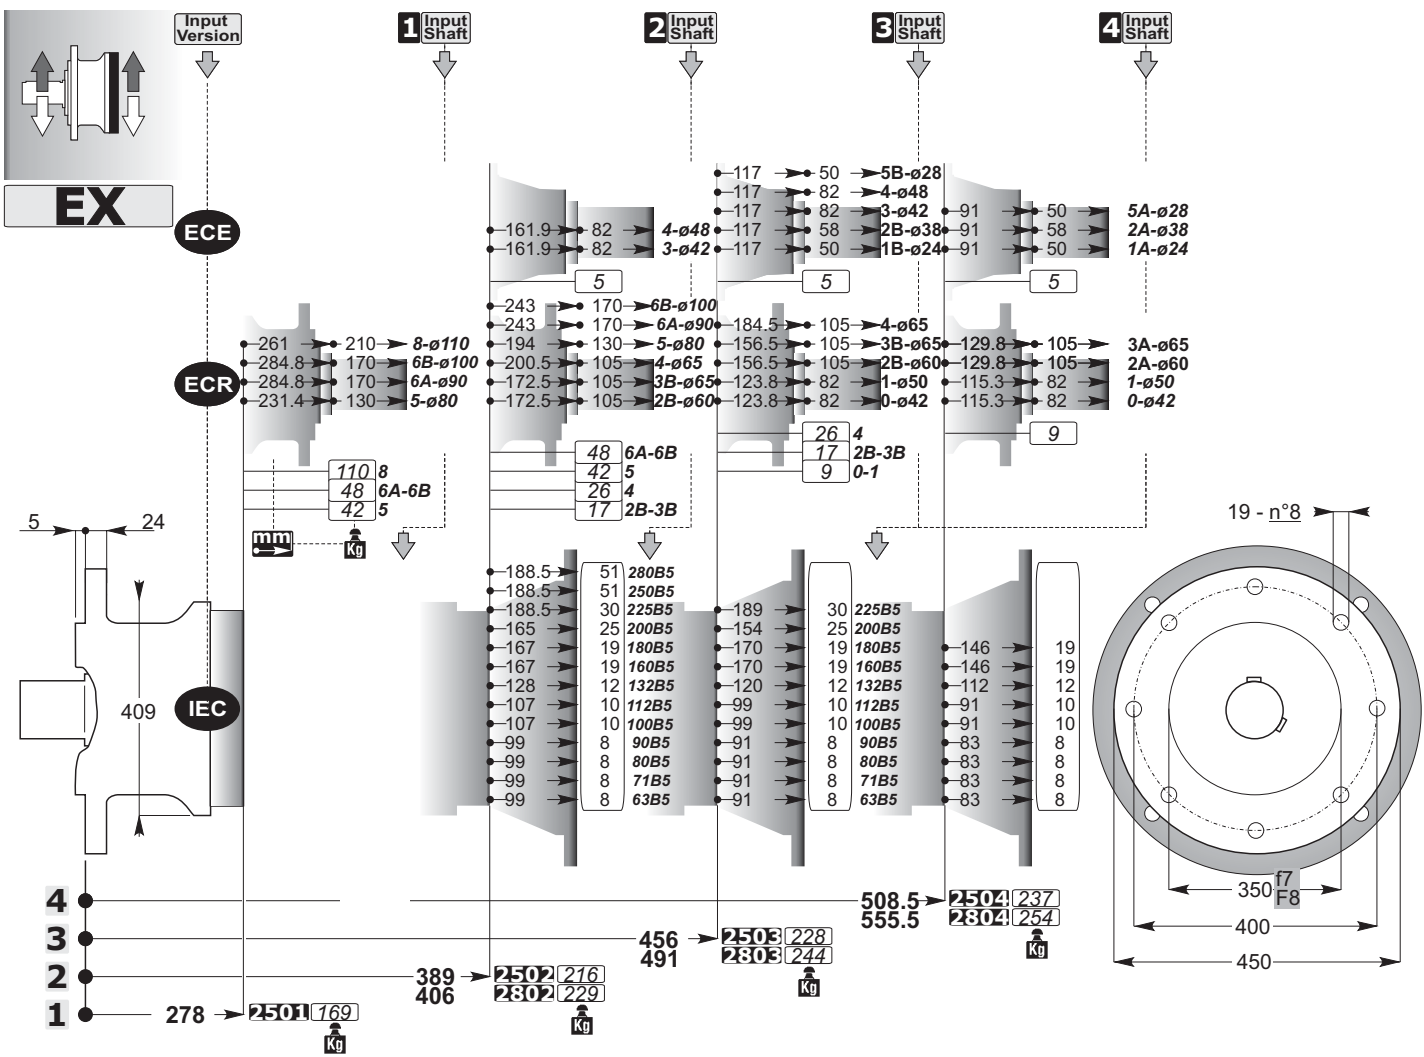 Input Version
1 Input Shaft
2 Input Shaft
3 Input Shaft
4 Input Shaft
EX
ECE
161.9 82 4-ø48
161.9 82 3-ø42
5
117 50 5B-ø28
117 82 4-ø48
117 82 3-ø42
117 58 2B-ø38
117 50 1B-ø24
5
91 50 5A-ø28
91 58 2A-ø38
91 50 1A-ø24
5
ECR
261 210 8-ø110
284.8 170 6B-ø100
284.8 170 6A-ø90
231.4 130 5-ø80
110 8
48 6A-6B
42 5
mm
Kg
243 170 6B-ø100
243 170 6A-ø90
194 130 5-ø80
200.5 105 4-ø65
172.5 105 3B-ø65
172.5 105 2B-ø60
48 6A-6B
42 5
26 4
17 2B-3B
184.5 105 4-ø65
156.5 105 3B-ø65
156.5 105 2B-ø60
123.8 82 1-ø50
123.8 82 0-ø42
26 4
17 2B-3B
9 0-1
129.8 105 3A-ø65
129.8 105 2A-ø60
115.3 82 1-ø50
115.3 82 0-ø42
9
5 24
409
IEC
188.5 51 280B5
188.5 51 250B5
188.5 30 225B5
165 25 200B5
167 19 180B5
167 19 160B5
128 12 132B5
107 10 112B5
107 10 100B5
99 8 90B5
99 8 80B5
99 8 71B5
99 8 63B5
189 30 225B5
154 25 200B5
170 19 180B5
170 19 160B5
120 12 132B5
99 10 112B5
99 10 100B5
91 8 90B5
91 8 80B5
91 8 71B5
91 8 63B5
146 19
146 19
112 12
91 10
91 10
83 8
83 8
83 8
83 8
19 - n°8
350 f7 F8
400
450
4 508.5 2504 237
555.5 2804 254
Kg
3 456 2503 228
491 2803 244
Kg
2 389 2502 216
406 2802 229
Kg
1 278 2501 169
Kg